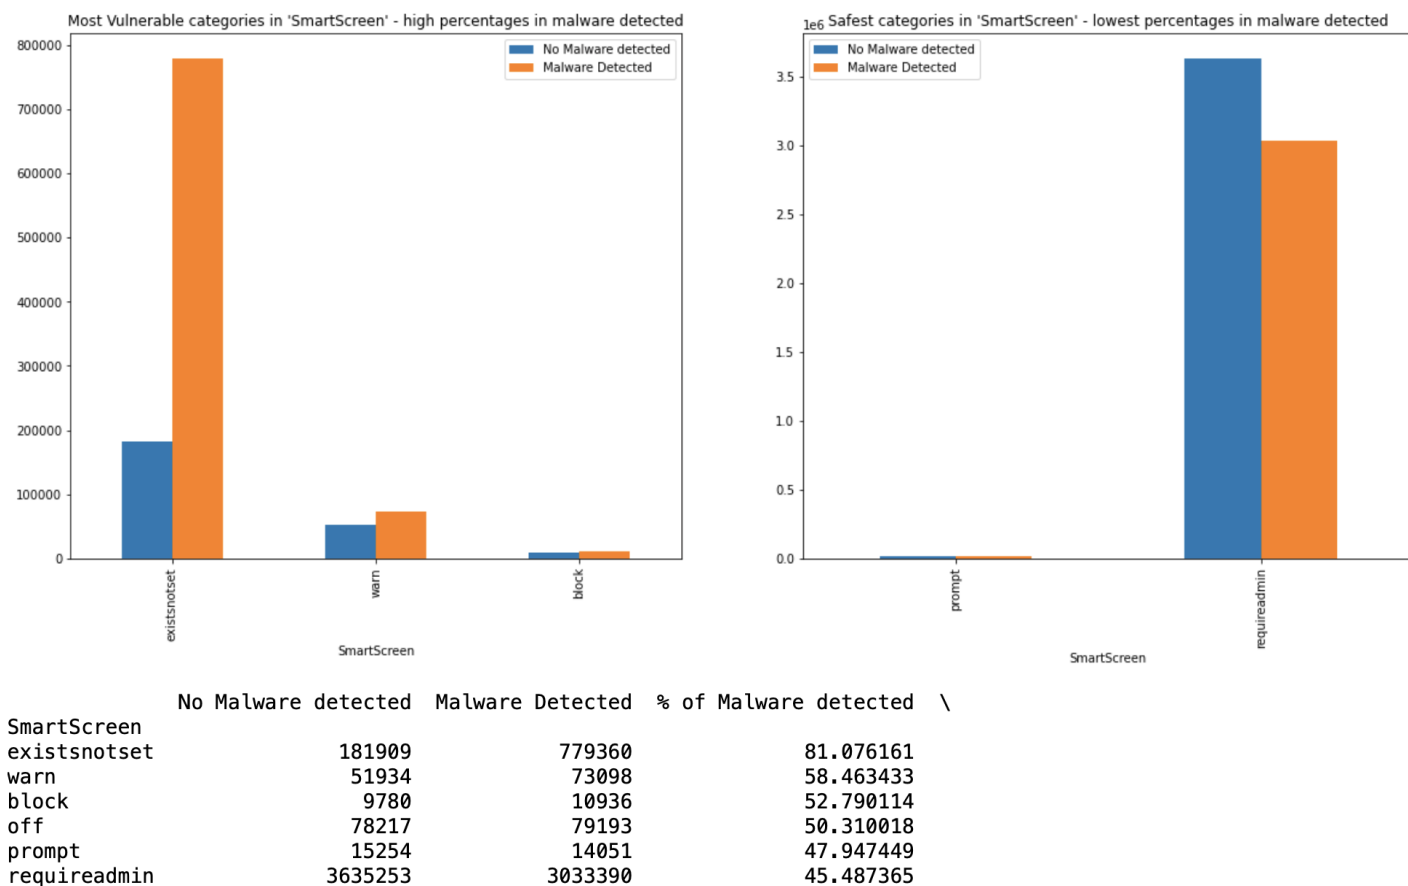 Most Vulnerable categories in 'SmartScreen' - high percentages in malware detected
No Malware detected
Malware Detected
800000
700000
600000
500000
400000
300000
200000
100000
0
existsnotset
warn
block
SmartScreen
1e6 Safest categories in 'SmartScreen' - lowest percentages in malware detected
No Malware detected
Malware Detected
3.5
3.0
2.5
2.0
1.5
1.0
0.5
0.0
prompt
requireadmin
SmartScreen
No Malware detected Malware Detected % of Malware detected \
SmartScreen
existsnotset 181909 779360 81.076161
warn 51934 73098 58.463433
block 9780 10936 52.790114
off 78217 79193 50.310018
prompt 15254 14051 47.947449
requireadmin 3635253 3033390 45.487365